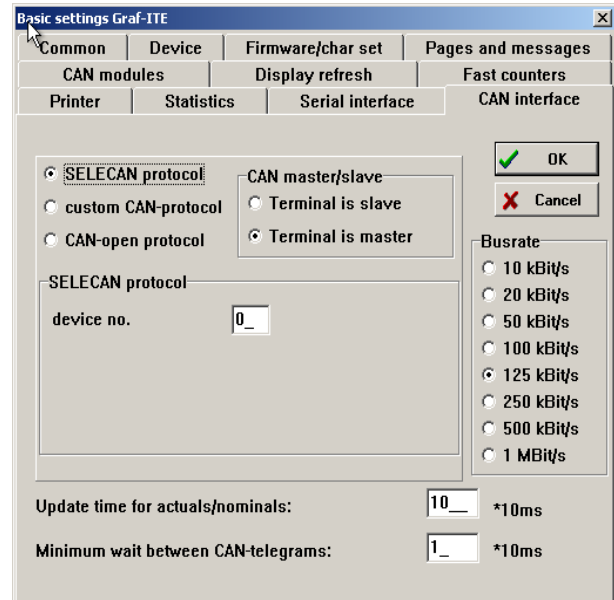 Basic settings Graf-ITE
Common Device Firmware/char set Pages and messages
CAN modules Display refresh Fast counters
Printer Statistics Serial interface CAN interface
OK
Cancel
SELECAN protocol
custom CAN-protocol
CAN-open protocol
CAN master/slave
Terminal is slave
Terminal is master
SELECAN protocol
device no. 0_
Busrate
10 kBit/s
20 kBit/s
50 kBit/s
100 kBit/s
125 kBit/s
250 kBit/s
500 kBit/s
1 MBit/s
Update time for actuals/nominals: 10__ *10ms
Minimum wait between CAN-telegrams: 1_ *10ms